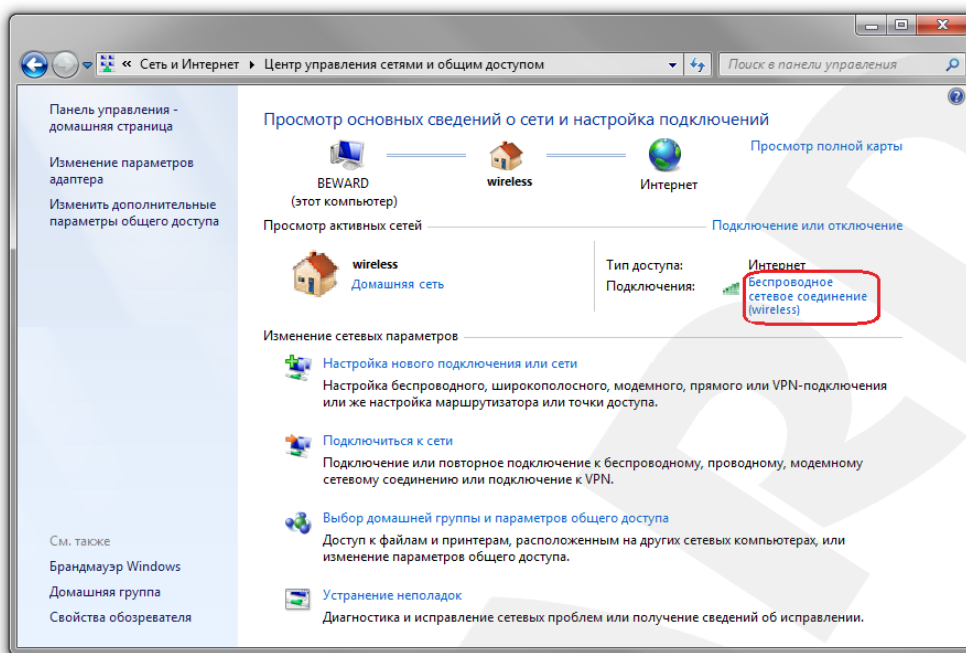 « Сеть и Интернет ▸ Центр управления сетями и общим доступом
Поиск в панели управления
Панель управления -
домашняя страница
Изменение параметров
адаптера
Изменить дополнительные
параметры общего доступа
См. также
Брандмауэр Windows
Домашняя группа
Свойства обозревателя
Просмотр основных сведений о сети и настройка подключений
BEWARD
(этот компьютер)
wireless
Интернет
Просмотр полной карты
Просмотр активных сетей
Подключение или отключение
wireless
Домашняя сеть
Тип доступа: Интернет
Подключения: Беспроводное
сетевое соединение
(wireless)
Изменение сетевых параметров
Настройка нового подключения или сети
Настройка беспроводного, широкополосного, модемного, прямого или VPN-подключения
или же настройка маршрутизатора или точки доступа.
Подключиться к сети
Подключение или повторное подключение к беспроводному, проводному, модемному
сетевому соединению или подключение к VPN.
Выбор домашней группы и параметров общего доступа
Доступ к файлам и принтерам, расположенным на других сетевых компьютерах, или
изменение параметров общего доступа.
Устранение неполадок
Диагностика и исправление сетевых проблем или получение сведений об исправлении.